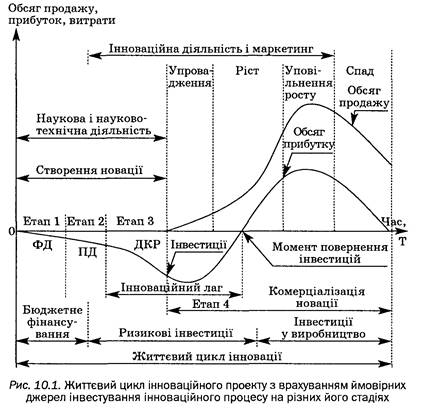 Обсяг продажу,
прибуток, витрати
Інноваційна діяльність і маркетинг
Упрова-
дження
Ріст
Упові-
льнення
росту
Спад
Обсяг
продажу
Наукова і науково-
технічна діяльність
Обсяг
прибутку
Створення новації
Етап 1
Етап 2
Етап 3
Час,
Т
0
ФД
ПД
ДКР
Інвестиції
Момент повернення
інвестицій
Інноваційний лаг
Етап 4
Комерціалізація
новації
Бюджетне
фінансу-
вання
Ризикові інвестиції
Інвестиції
у виробництво
Життєвий цикл інновації
Рис. 10.1. Життєвий цикл інноваційного проекту з врахуванням ймовірних
джерел інвестування інноваційного процесу на різних його стадіях